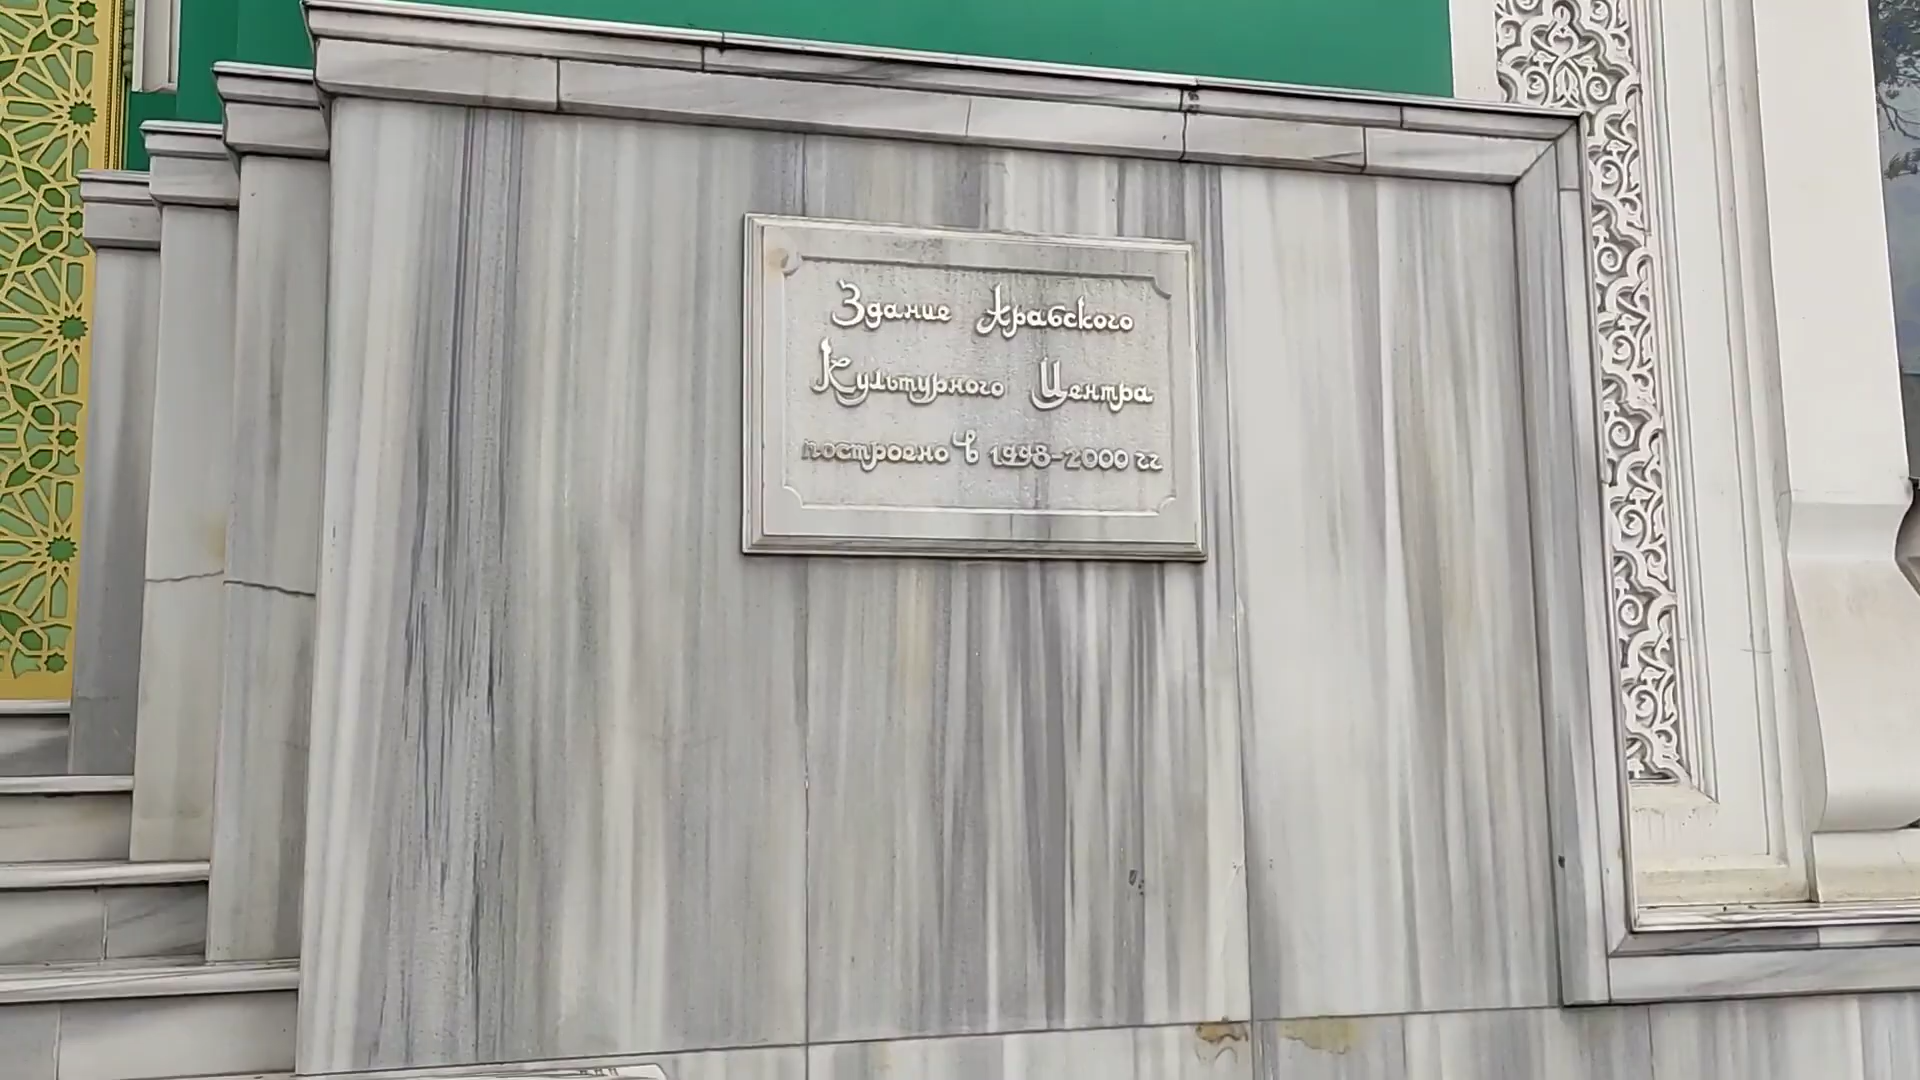 Здание Арабского
Культурного Центра
построено в 1998-2000 гг